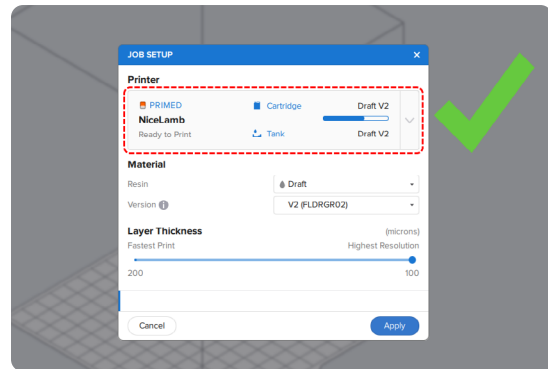 JOB SETUP
Printer
PRIMED Cartridge Draft V2
NiceLamb
Ready to Print Tank Draft V2
Material
Resin Draft
Version V2 (FLDRGR02)
Layer Thickness (microns)
Fastest Print Highest Resolution
200 100
Cancel Apply